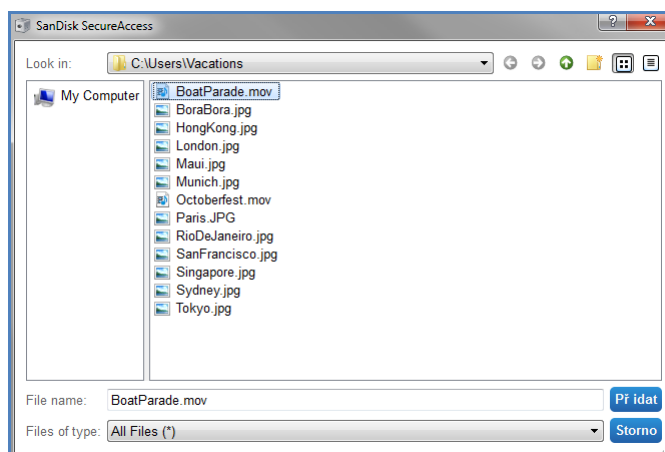 SanDisk SecureAccess
Look in: C:\Users\Vacations
My Computer
BoatParade.mov
BoraBora.jpg
HongKong.jpg
London.jpg
Maui.jpg
Munich.jpg
Octoberfest.mov
Paris.JPG
RioDeJaneiro.jpg
SanFrancisco.jpg
Singapore.jpg
Sydney.jpg
Tokyo.jpg
File name: BoatParade.mov Př idat
Files of type: All Files (*) Storno